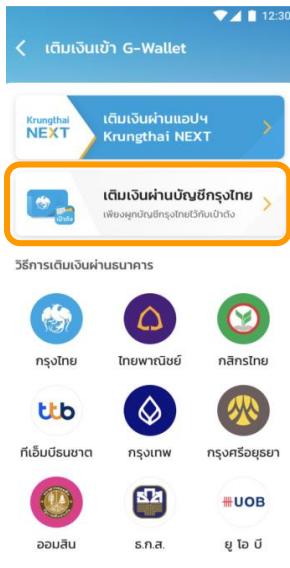 12:30
เติมเงินเข้า G-Wallet
Krungthai
NEXT
เติมเงินผ่านแอปฯ
Krungthai NEXT
เติมเงินผ่านบัญชีกรุงไทย
เพียงผูกบัญชีกรุงไทยไว้กับเป๋าตัง
เป๋าตัง
วิธีการเติมเงินผ่านธนาคาร
กรุงไทย
ไทยพาณิชย์
กสิกรไทย
ttb
ทีเอ็มบีธนชาต
กรุงเทพ
กรุงศรีอยุธยา
UOB
ออมสิน
ธ.ก.ส.
ยู โอ บี